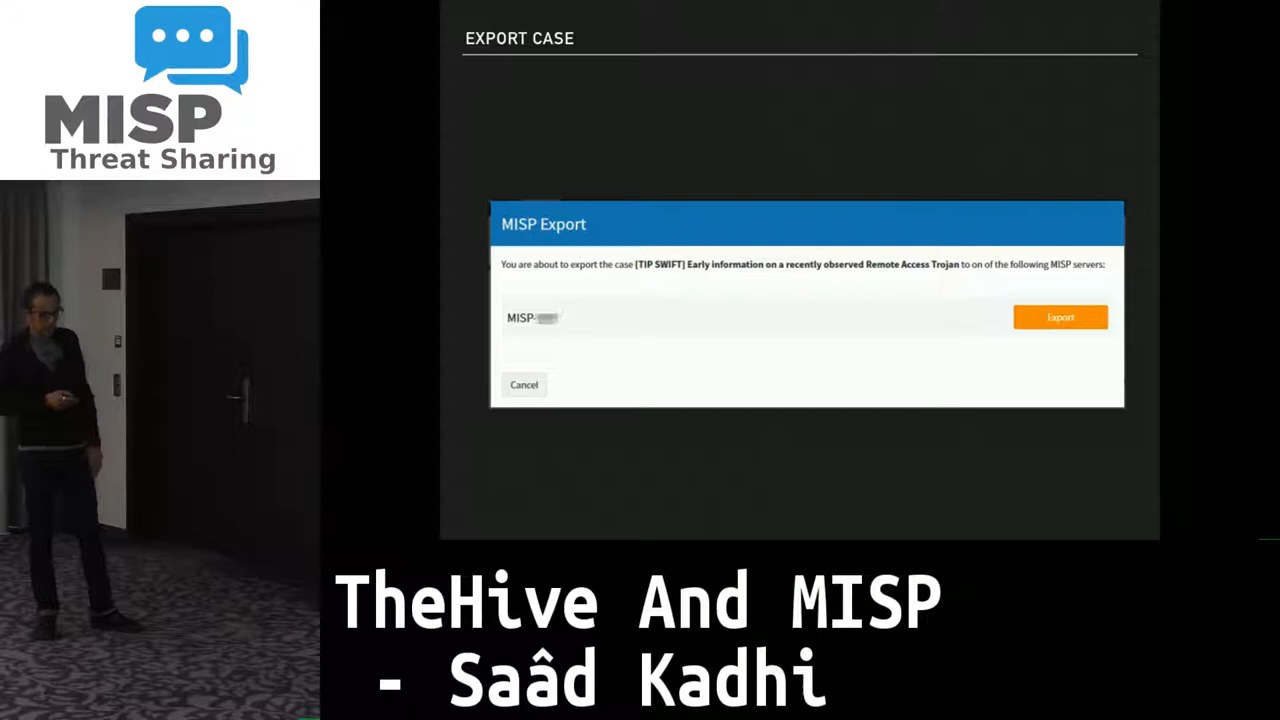 MISP
Threat Sharing
EXPORT CASE
MISP Export
You are about to export the case [TIP SWIFT] Early information on a recently observed Remote Access Trojan to on of the following MISP servers:
MISP-
Export
Cancel
TheHive And MISP
- Saâd Kadhi